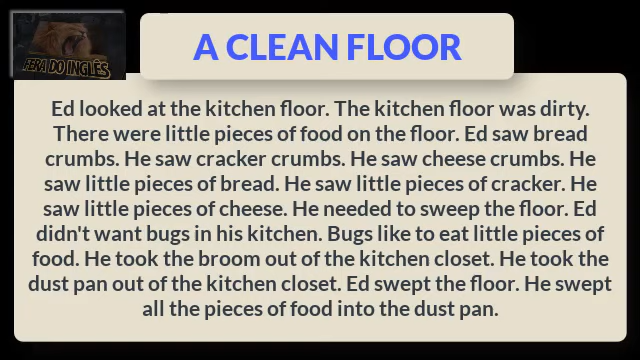 FERA DO INGLÊS
A CLEAN FLOOR
Ed looked at the kitchen floor. The kitchen floor was dirty.
There were little pieces of food on the floor. Ed saw bread
crumbs. He saw cracker crumbs. He saw cheese crumbs. He
saw little pieces of bread. He saw little pieces of cracker. He
saw little pieces of cheese. He needed to sweep the floor. Ed
didn't want bugs in his kitchen. Bugs like to eat little pieces of
food. He took the broom out of the kitchen closet. He took the
dust pan out of the kitchen closet. Ed swept the floor. He swept
all the pieces of food into the dust pan.